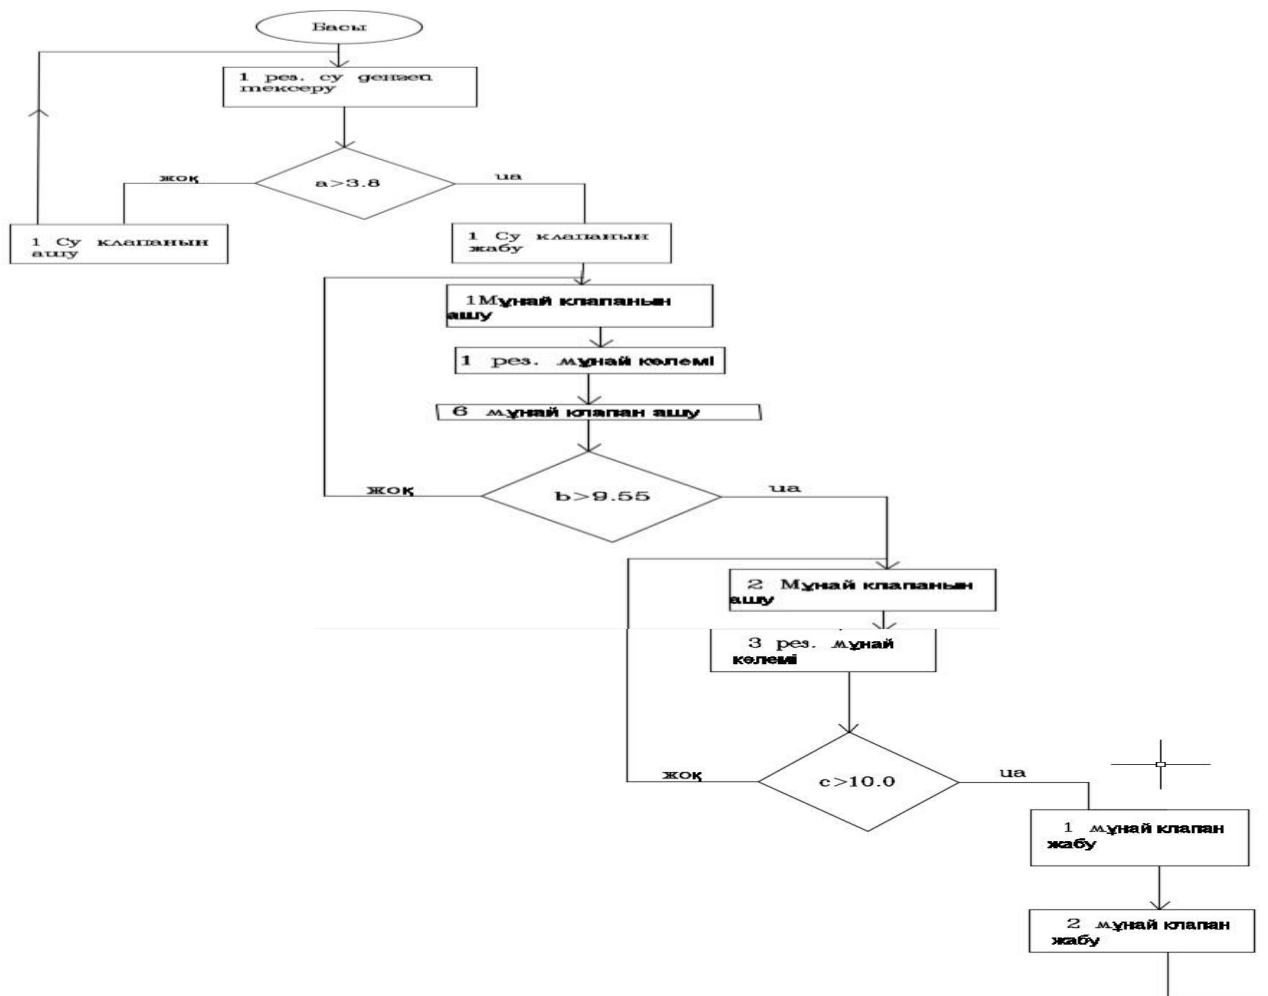 Басы
1 рез. су деңгеп
тексеру
а>3.8
жоқ
иа
1 Су клапанын
ашу
1 Су клапанын
жабу
1Мұнай клапанын
ашу
1 рез. мұнай көлемі
6 мұнай клапан ашу
b>9.55
жоқ
иа
2 Мұнай клапанын
ашу
3 рез. мұнай
көлемі
c>10.0
жоқ
иа
1 мұнай клапан
жабу
2 мұнай клапан
жабу